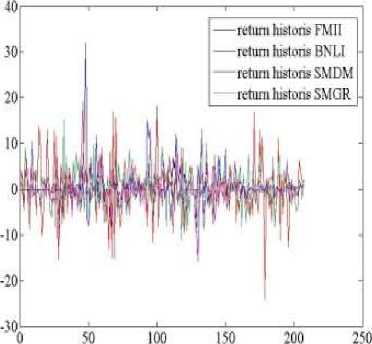 40
30
20
10
0
-10
-20
-30
0 50 100 150 200 250
return historis FMII
return historis BNLI
return historis SMDM
return historis SMGR